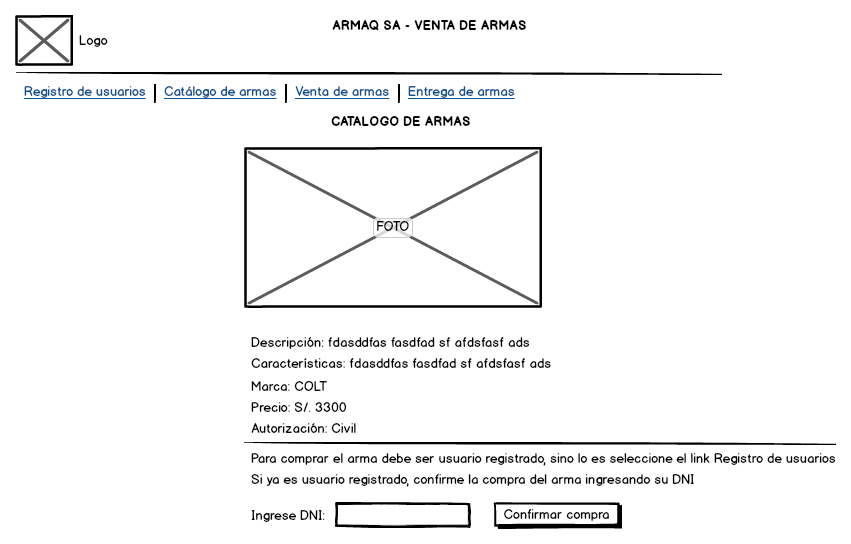 ARMAQ SA - VENTA DE ARMAS
Logo
Registro de usuarios | Catálogo de armas | Venta de armas | Entrega de armas
CATALOGO DE ARMAS
FOTO
Descripción: fdasddfas fasdfad sf afdsfasf ads
Características: fdasddfas fasdfad sf afdsfasf ads
Marca: COLT
Precio: S/. 3300
Autorización: Civil
Para comprar el arma debe ser usuario registrado, sino lo es seleccione el link Registro de usuarios
Si ya es usuario registrado, confirme la compra del arma ingresando su DNI
Ingrese DNI: Confirmar compra